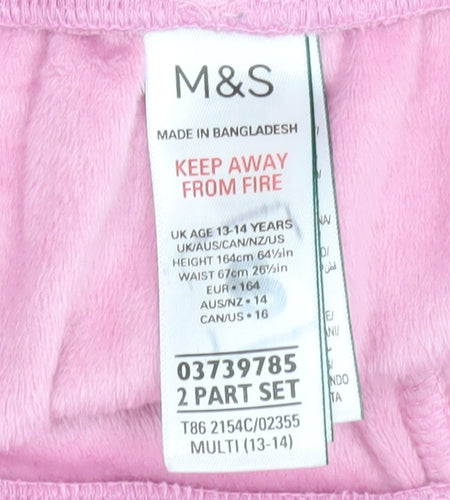 M&S
MADE IN BANGLADESH
KEEP AWAY
FROM FIRE
UK AGE 13-14 YEARS
UK/AUS/CAN/NZ/US
HEIGHT 164cm 64½in
WAIST 67cm 26½in
EUR • 164
AUS/NZ • 14
CAN/US • 16
03739785
2 PART SET
T86 2154C/02355
MULTI (13-14)
NDO
TA